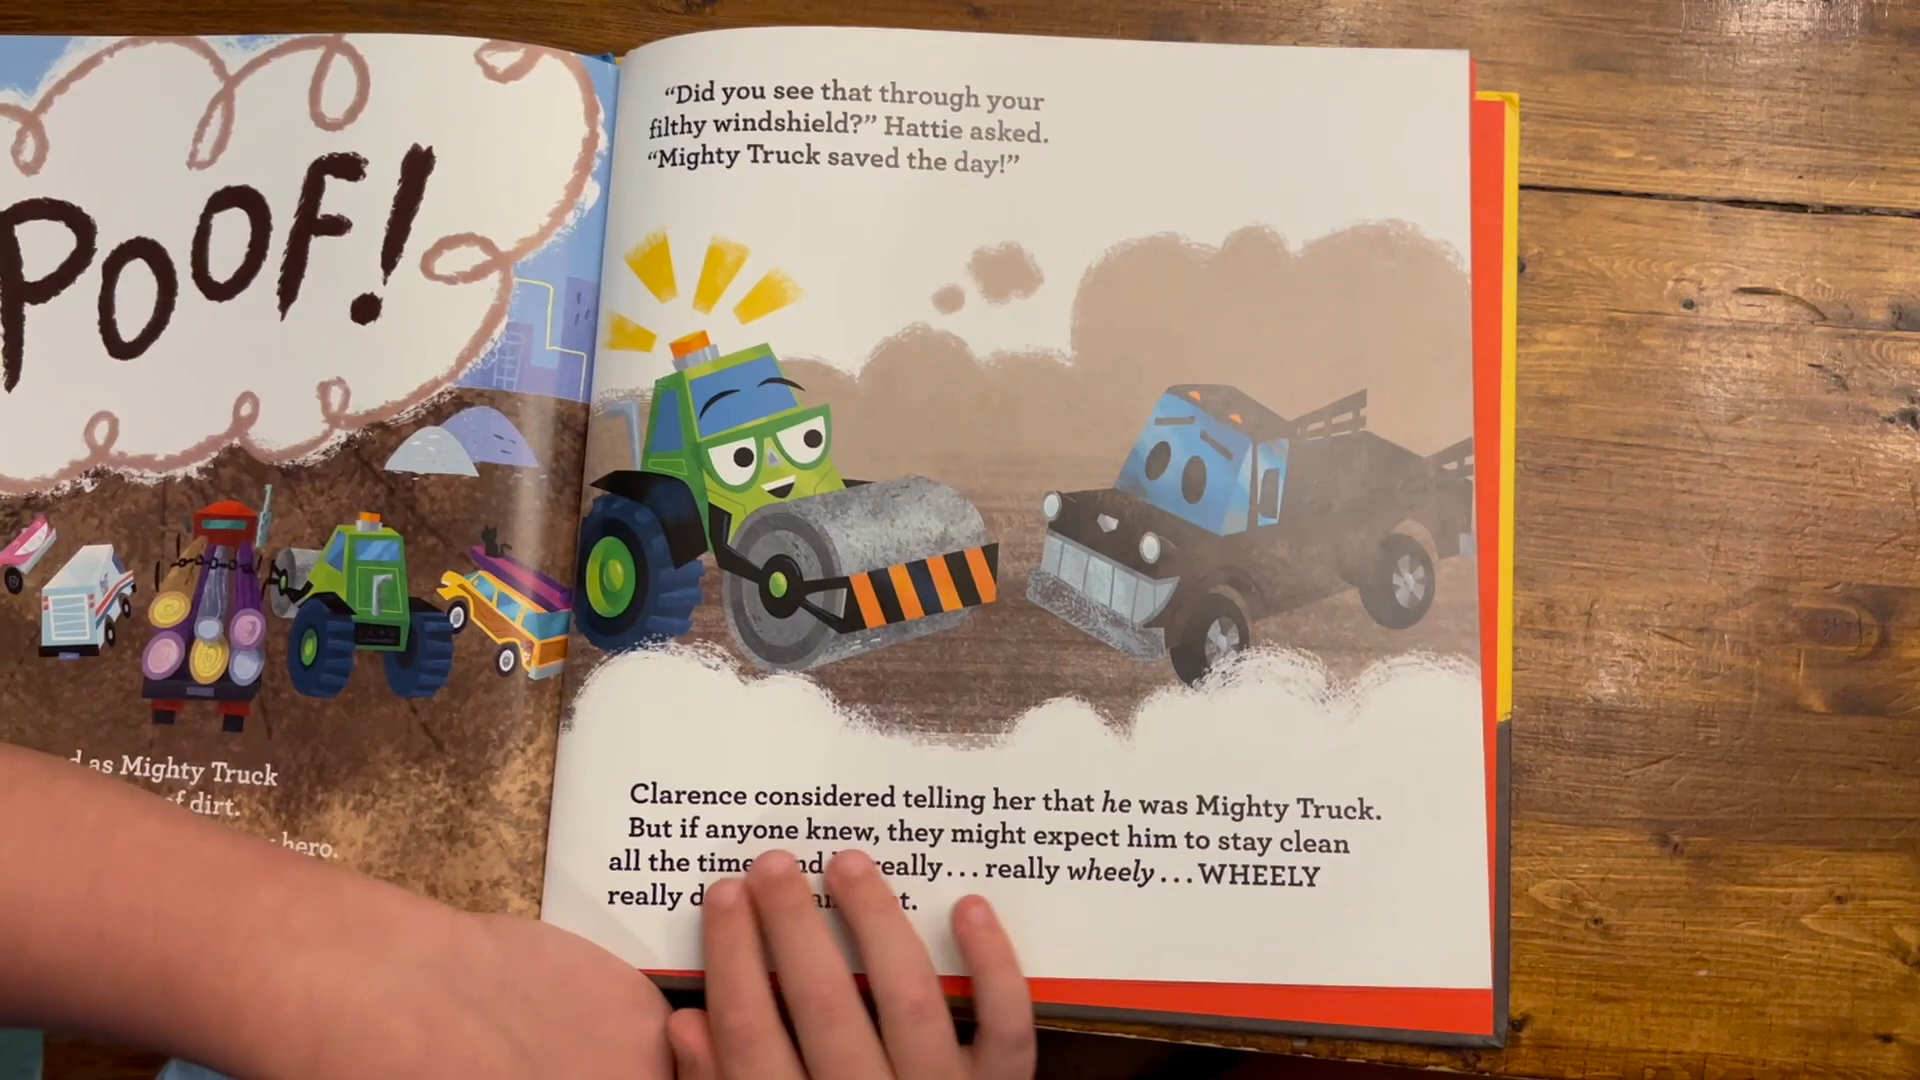 POOF!
as Mighty Truck
of dirt.
hero.
“Did you see that through your
filthy windshield?” Hattie asked.
“Mighty Truck saved the day!”
Clarence considered telling her that he was Mighty Truck.
But if anyone knew, they might expect him to stay clean
all the time really... really wheely... WHEELY
really